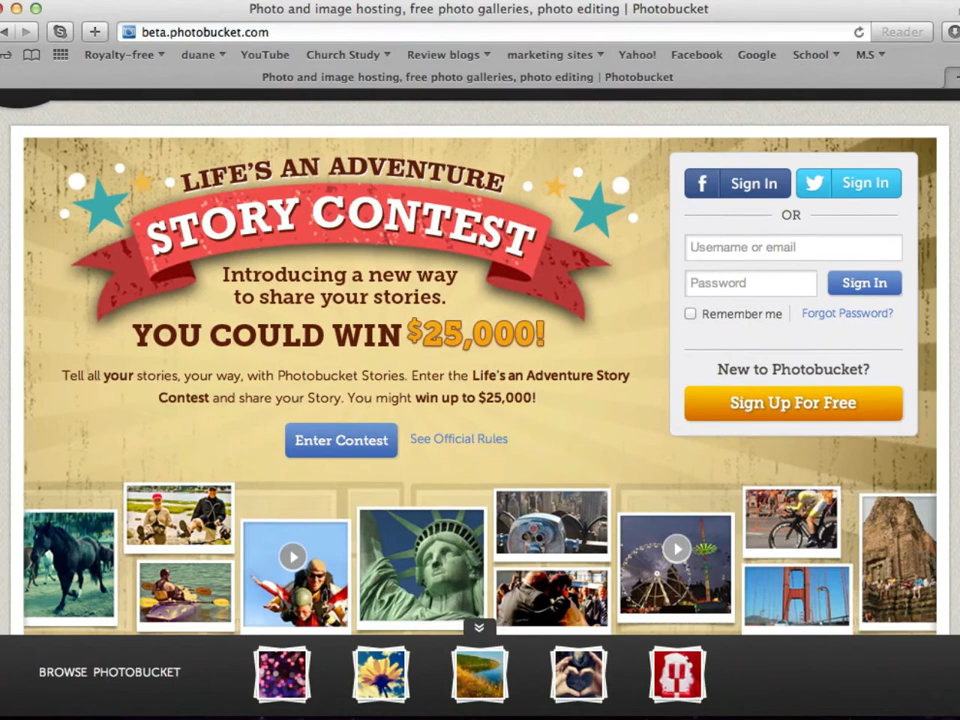 Photo and image hosting, free photo galleries, photo editing | Photobucket
beta.photobucket.com
Reader
Royalty-free duane YouTube Church Study Review blogs marketing sites Yahoo! Facebook Google School M.S
Photo and image hosting, free photo galleries, photo editing | Photobucket
LIFE'S AN ADVENTURE
STORY CONTEST
Introducing a new way
to share your stories.
YOU COULD WIN $25,000!
Tell all your stories, your way, with Photobucket Stories. Enter the Life's an Adventure Story
Contest and share your Story. You might win up to $25,000!
Enter Contest See Official Rules
f Sign In Sign In
OR
Username or email
Password Sign In
Remember me Forgot Password?
New to Photobucket?
Sign Up For Free
BROWSE PHOTOBUCKET